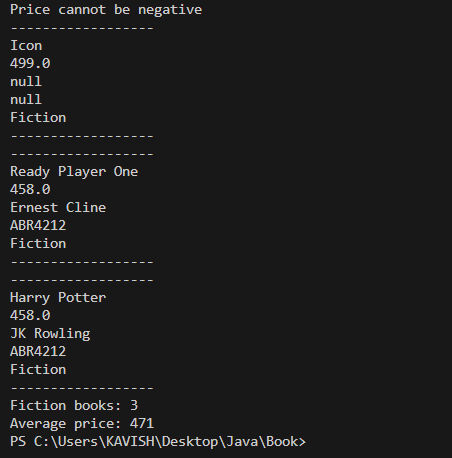 Price cannot be negative
------------------
Icon
499.0
null
null
Fiction
------------------
------------------
Ready Player One
458.0
Ernest Cline
ABR4212
Fiction
------------------
------------------
Harry Potter
458.0
JK Rowling
ABR4212
Fiction
------------------
Fiction books: 3
Average price: 471
PS C:\Users\KAVISH\Desktop\Java\Book>